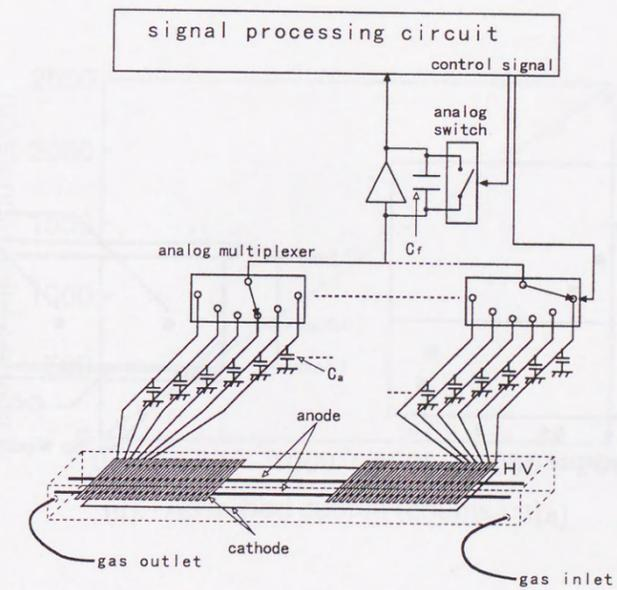 signal processing circuit
control signal
analog
switch
Cf
analog multiplexer
Ca
anode
HV
cathode
gas outlet
gas inlet